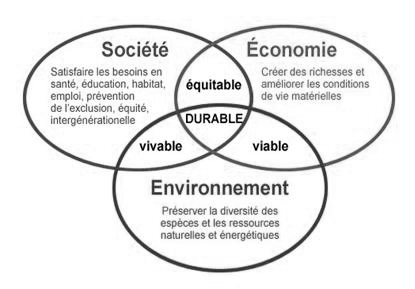 Société
Satisfaire les besoins en
santé, éducation, habitat,
emploi, prévention
de l'exclusion, équité,
intergénérationelle
Économie
Créer des richesses et
améliorer les conditions
de vie matérielles
équitable
DURABLE
vivable
viable
Environnement
Préserver la diversité des
espèces et les ressources
naturelles et énergétiques